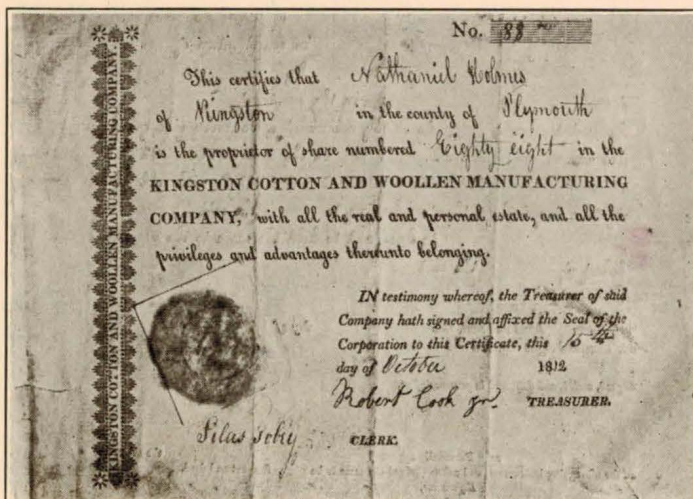 No. 88
This certifies that Nathaniel Holmes
of Kingston in the county of Plymouth
is the proprietor of share numbered Eighty eight in the
KINGSTON COTTON AND WOOLLEN MANUFACTURING
COMPANY, with all the real and personal estate, and all the
privileges and advantages thereunto belonging.
IN testimony whereof, the Treasurer of said
Company hath signed and affixed the Seal of the
Corporation to this Certificate, this 15th
day of October 1812
Robert Cook jr. TREASURER.
Silas CLERK.
KINGSTON COTTON AND WOOLLEN MANUFACTURING COMPANY.